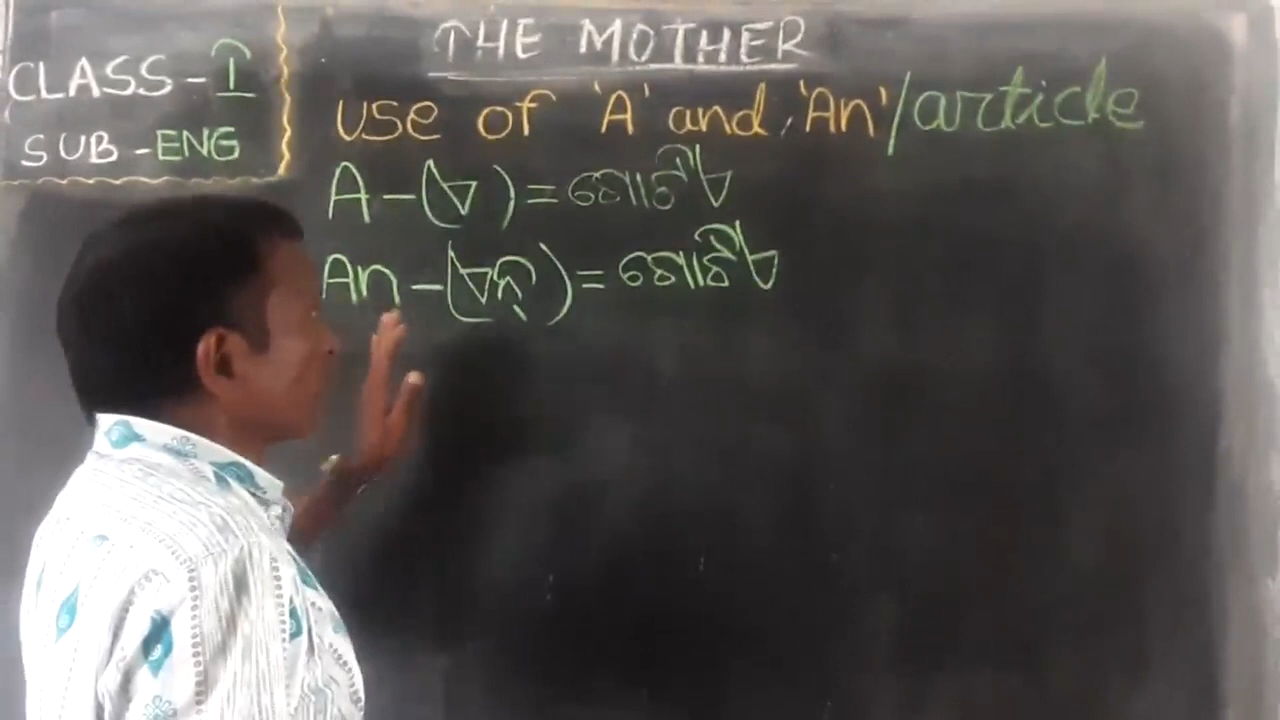 THE MOTHER
CLASS - I
SUB - ENG
use of 'A' and, 'An' / article
A - (ଏ) = ଗୋଟିଏ
An - (ଏନ୍) = ଗୋଟିଏ